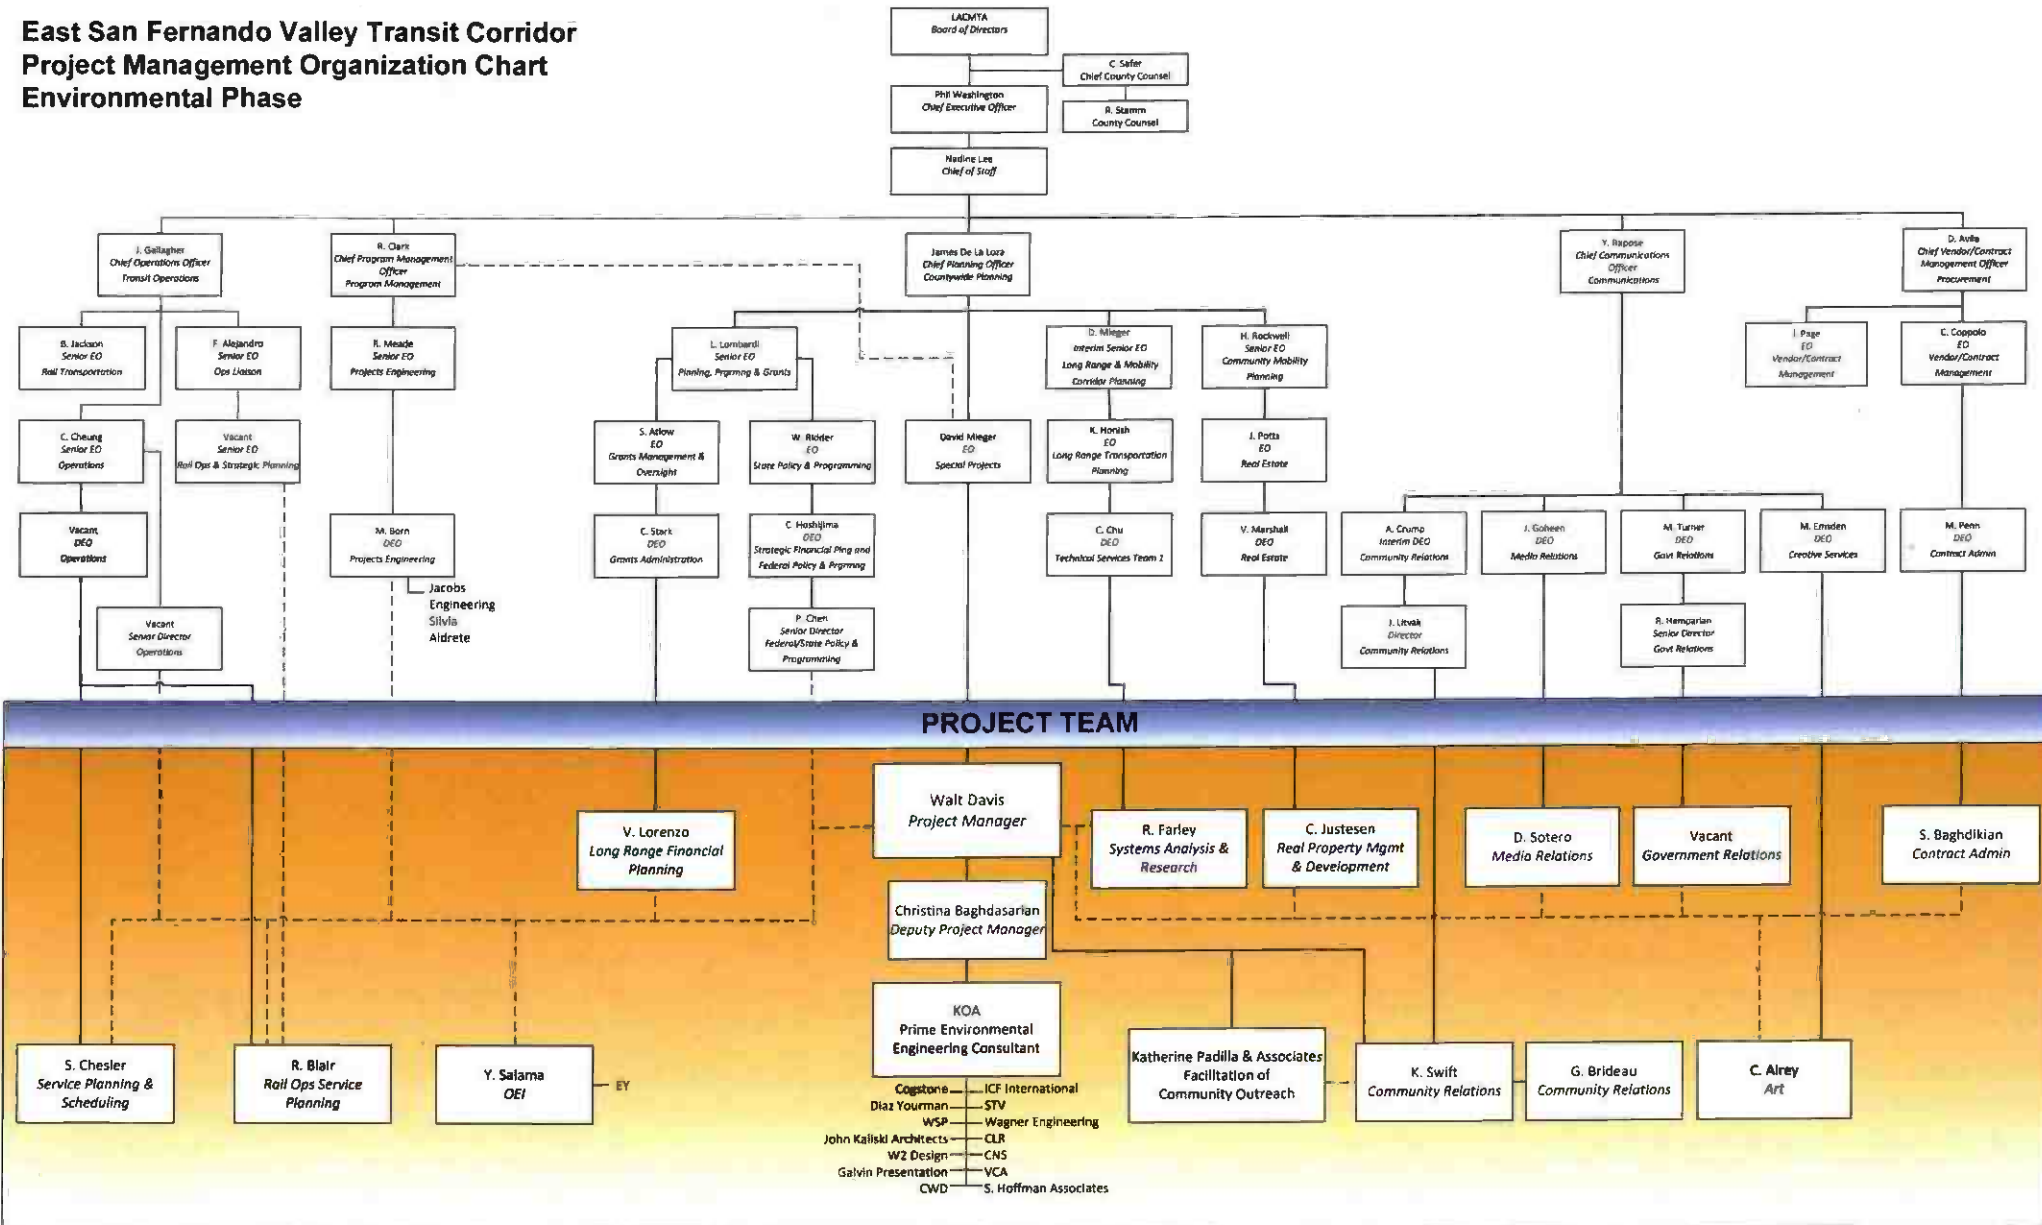 East San Fernando Valley Transit Corridor
Project Management Organization Chart
Environmental Phase
LACMTA
Board of Directors
C. Safer
Chief County Counsel
Phil Washington
Chief Executive Officer
R. Stamm
County Counsel
Nadine Lee
Chief of Staff
J. Gallagher
Chief Operations Officer
Transit Operations
R. Clark
Chief Program Management
Officer
Program Management
James De La Loza
Chief Planning Officer
Countywide Planning
Y. Rapose
Chief Communications
Officer
Communications
D. Avila
Chief Vendor/Contract
Management Officer
Procurement
B. Jackson
Senior EO
Rail Transportation
F. Alejandro
Senior EO
Ops Liaison
R. Meade
Senior EO
Projects Engineering
L. Lombardi
Senior EO
Planning, Prgrmng & Grants
D. Mieger
Interim Senior EO
Long Range & Mobility
Corridor Planning
H. Rockwell
Senior EO
Community Mobility
Planning
J. Page
EO
Vendor/Contract
Management
C. Coppolo
EO
Vendor/Contract
Management
C. Cheung
Senior EO
Operations
Vacant
Senior EO
Rail Ops & Strategic Planning
S. Atlow
EO
Grants Management &
Oversight
W. Ridder
EO
State Policy & Programming
David Mieger
EO
Special Projects
K. Honish
EO
Long Range Transportation
Planning
J. Potts
EO
Real Estate
Vacant
DEO
Operations
M. Born
DEO
Projects Engineering
C. Stark
DEO
Grants Administration
C. Hoshijima
DEO
Strategic Financial Plng and
Federal Policy & Prgrmng
C. Chu
DEO
Technical Services Team 1
V. Marshall
DEO
Real Estate
A. Crump
Interim DEO
Community Relations
J. Goheen
DEO
Media Relations
M. Turner
DEO
Govt Relations
M. Emsden
DEO
Creative Services
M. Penn
DEO
Contract Admin
Jacobs
Engineering
Silvia
Aldrete
Vacant
Senior Director
Operations
P. Chen
Senior Director
Federal/State Policy &
Programming
J. Litvak
Director
Community Relations
R. Hemparian
Senior Director
Govt Relations
PROJECT TEAM
Walt Davis
Project Manager
V. Lorenzo
Long Range Financial
Planning
R. Farley
Systems Analysis &
Research
C. Justesen
Real Property Mgmt
& Development
D. Sotero
Media Relations
Vacant
Government Relations
S. Baghdikian
Contract Admin
Christina Baghdasarian
Deputy Project Manager
KOA
Prime Environmental
Engineering Consultant
S. Chesler
Service Planning &
Scheduling
R. Blair
Rail Ops Service
Planning
Y. Salama
OEI
EY
Katherine Padilla & Associates
Facilitation of
Community Outreach
K. Swift
Community Relations
G. Brideau
Community Relations
C. Airey
Art
Cogstone
ICF International
Diaz Yourman
STV
WSP
Wagner Engineering
John Kaliski Architects
CLR
W2 Design
CNS
Galvin Presentation
VCA
CWD
S. Hoffman Associates